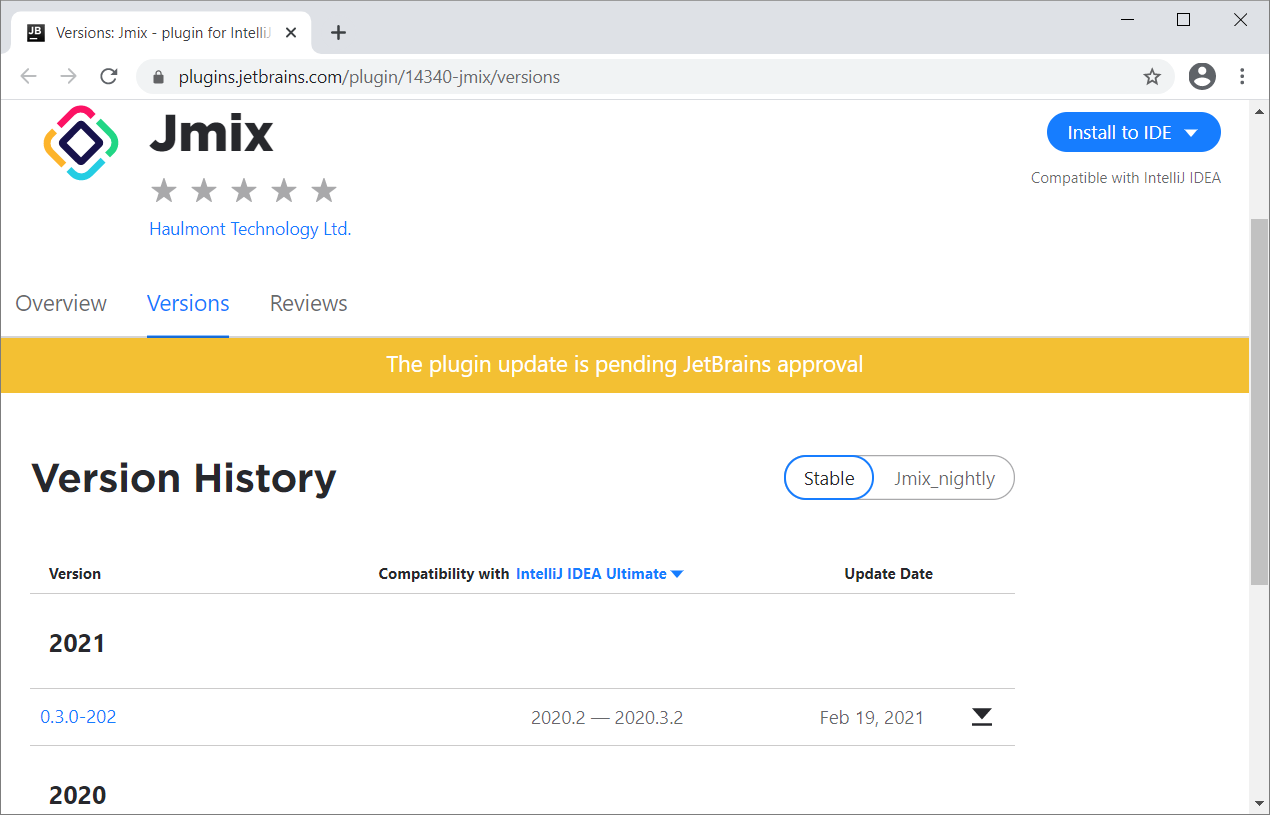 JB
Versions: Jmix - plugin for IntelliJ
plugins.jetbrains.com/plugin/14340-jmix/versions
Jmix
Install to IDE
Compatible with IntelliJ IDEA
Haulmont Technology Ltd.
Overview Versions Reviews
The plugin update is pending JetBrains approval
Version History Stable Jmix_nightly
Version Compatibility with IntelliJ IDEA Ultimate Update Date
2021
0.3.0-202 2020.2 — 2020.3.2 Feb 19, 2021
2020